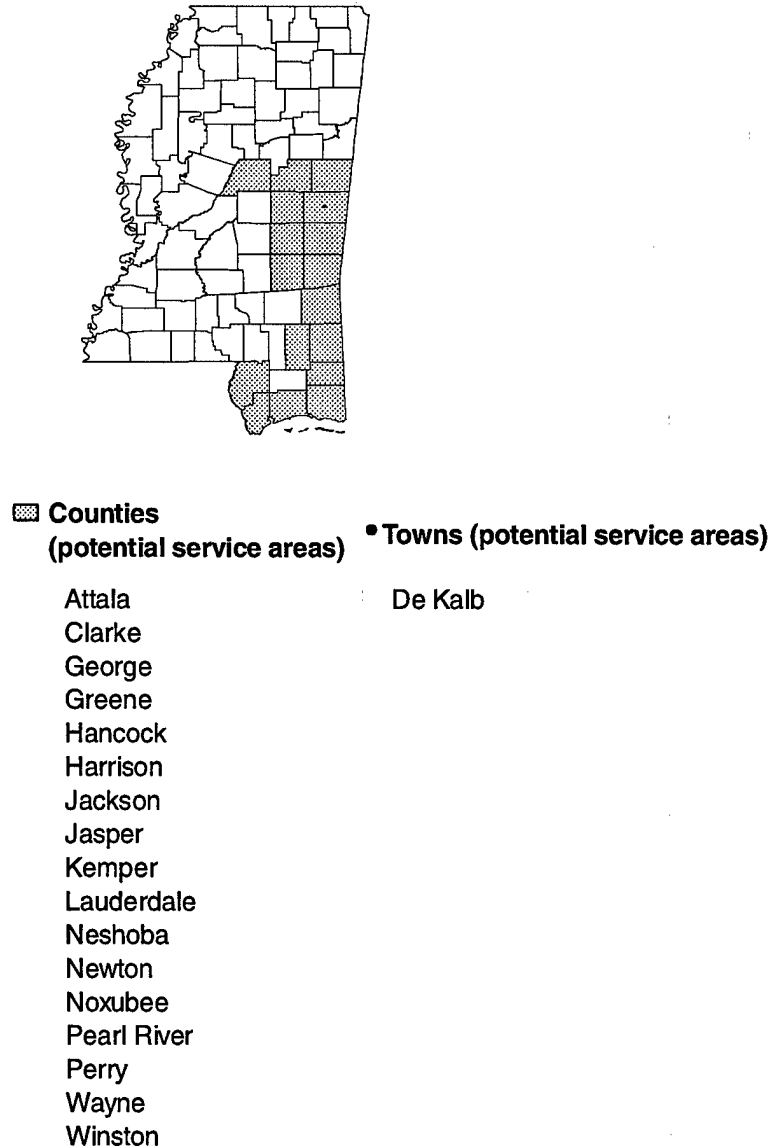 Counties
(potential service areas)
Towns (potential service areas)
Attala
Clarke
George
Greene
Hancock
Harrison
Jackson
Jasper
Kemper
Lauderdale
Neshoba
Newton
Noxubee
Pearl River
Perry
Wayne
Winston
De Kalb